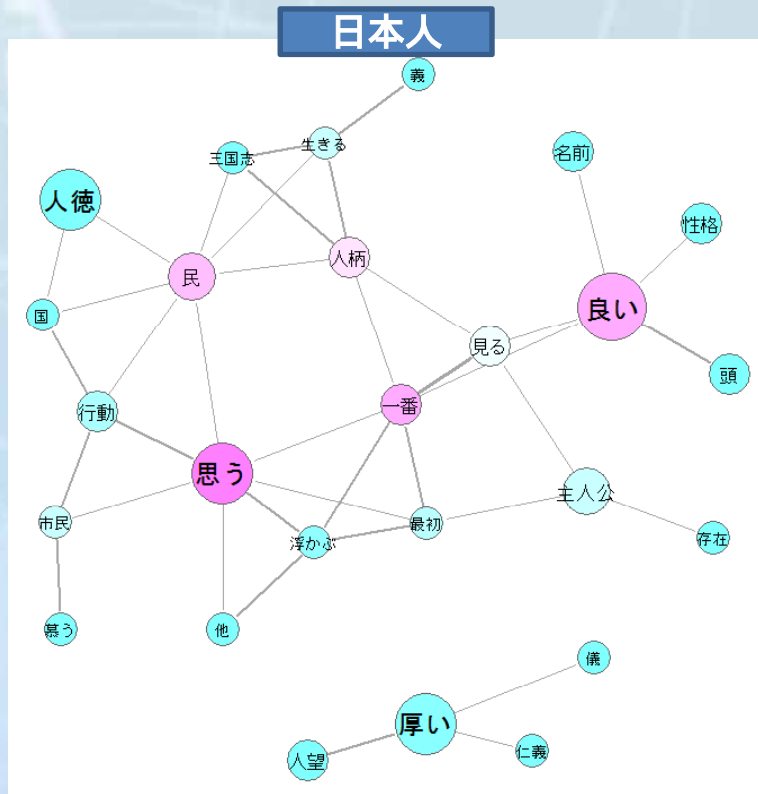 日本人
義
生きる
三国志
名前
人徳
性格
人柄
民
国
良い
見る
頭
一番
行動
思う
主人公
市民
最初
浮かぶ
存在
慕う
他
儀
厚い
仁義
人望